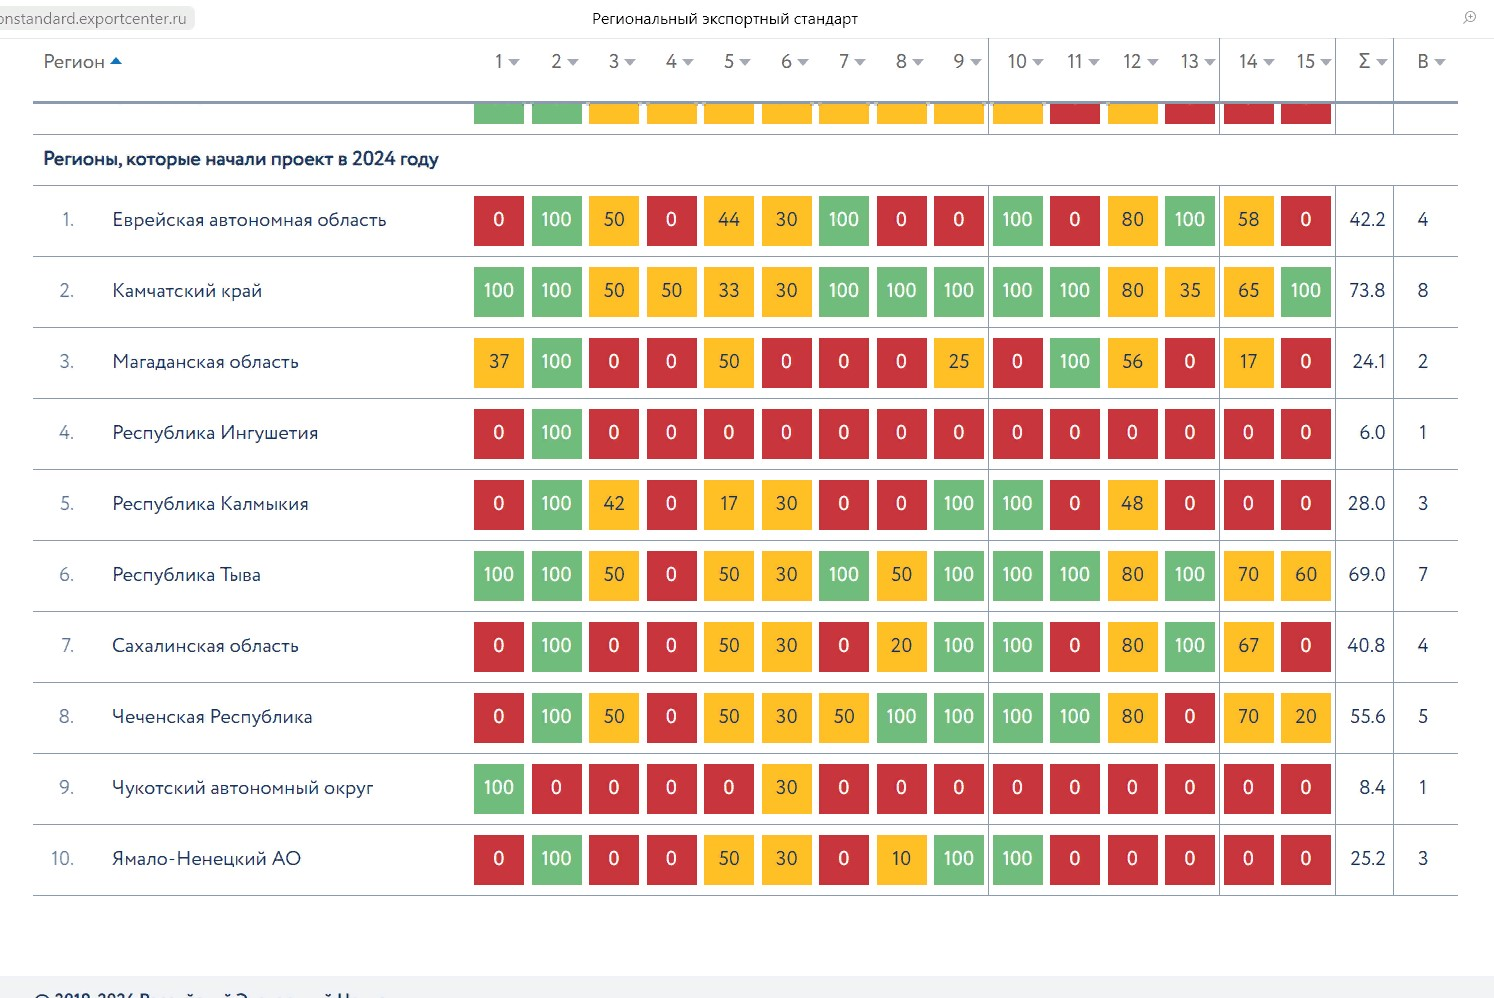 onstandard.exportcenter.ru
Региональный экспортный стандарт
Регион 1 2 3 4 5 6 7 8 9 10 11 12 13 14 15 Σ В
Регионы, которые начали проект в 2024 году
1. Еврейская автономная область 0 100 50 0 44 30 100 0 0 100 0 80 100 58 0 42.2 4
2. Камчатский край 100 100 50 50 33 30 100 100 100 100 100 80 35 65 100 73.8 8
3. Магаданская область 37 100 0 0 50 0 0 0 25 0 100 56 0 17 0 24.1 2
4. Республика Ингушетия 0 100 0 0 0 0 0 0 0 0 0 0 0 0 0 6.0 1
5. Республика Калмыкия 0 100 42 0 17 30 0 0 100 100 0 48 0 0 0 28.0 3
6. Республика Тыва 100 100 50 0 50 30 100 50 100 100 100 80 100 70 60 69.0 7
7. Сахалинская область 0 100 0 0 50 30 0 20 100 100 0 80 100 67 0 40.8 4
8. Чеченская Республика 0 100 50 0 50 30 50 100 100 100 100 80 0 70 20 55.6 5
9. Чукотский автономный округ 100 0 0 0 0 30 0 0 0 0 0 0 0 0 0 8.4 1
10. Ямало-Ненецкий АО 0 100 0 0 50 30 0 10 100 100 0 0 0 0 0 25.2 3